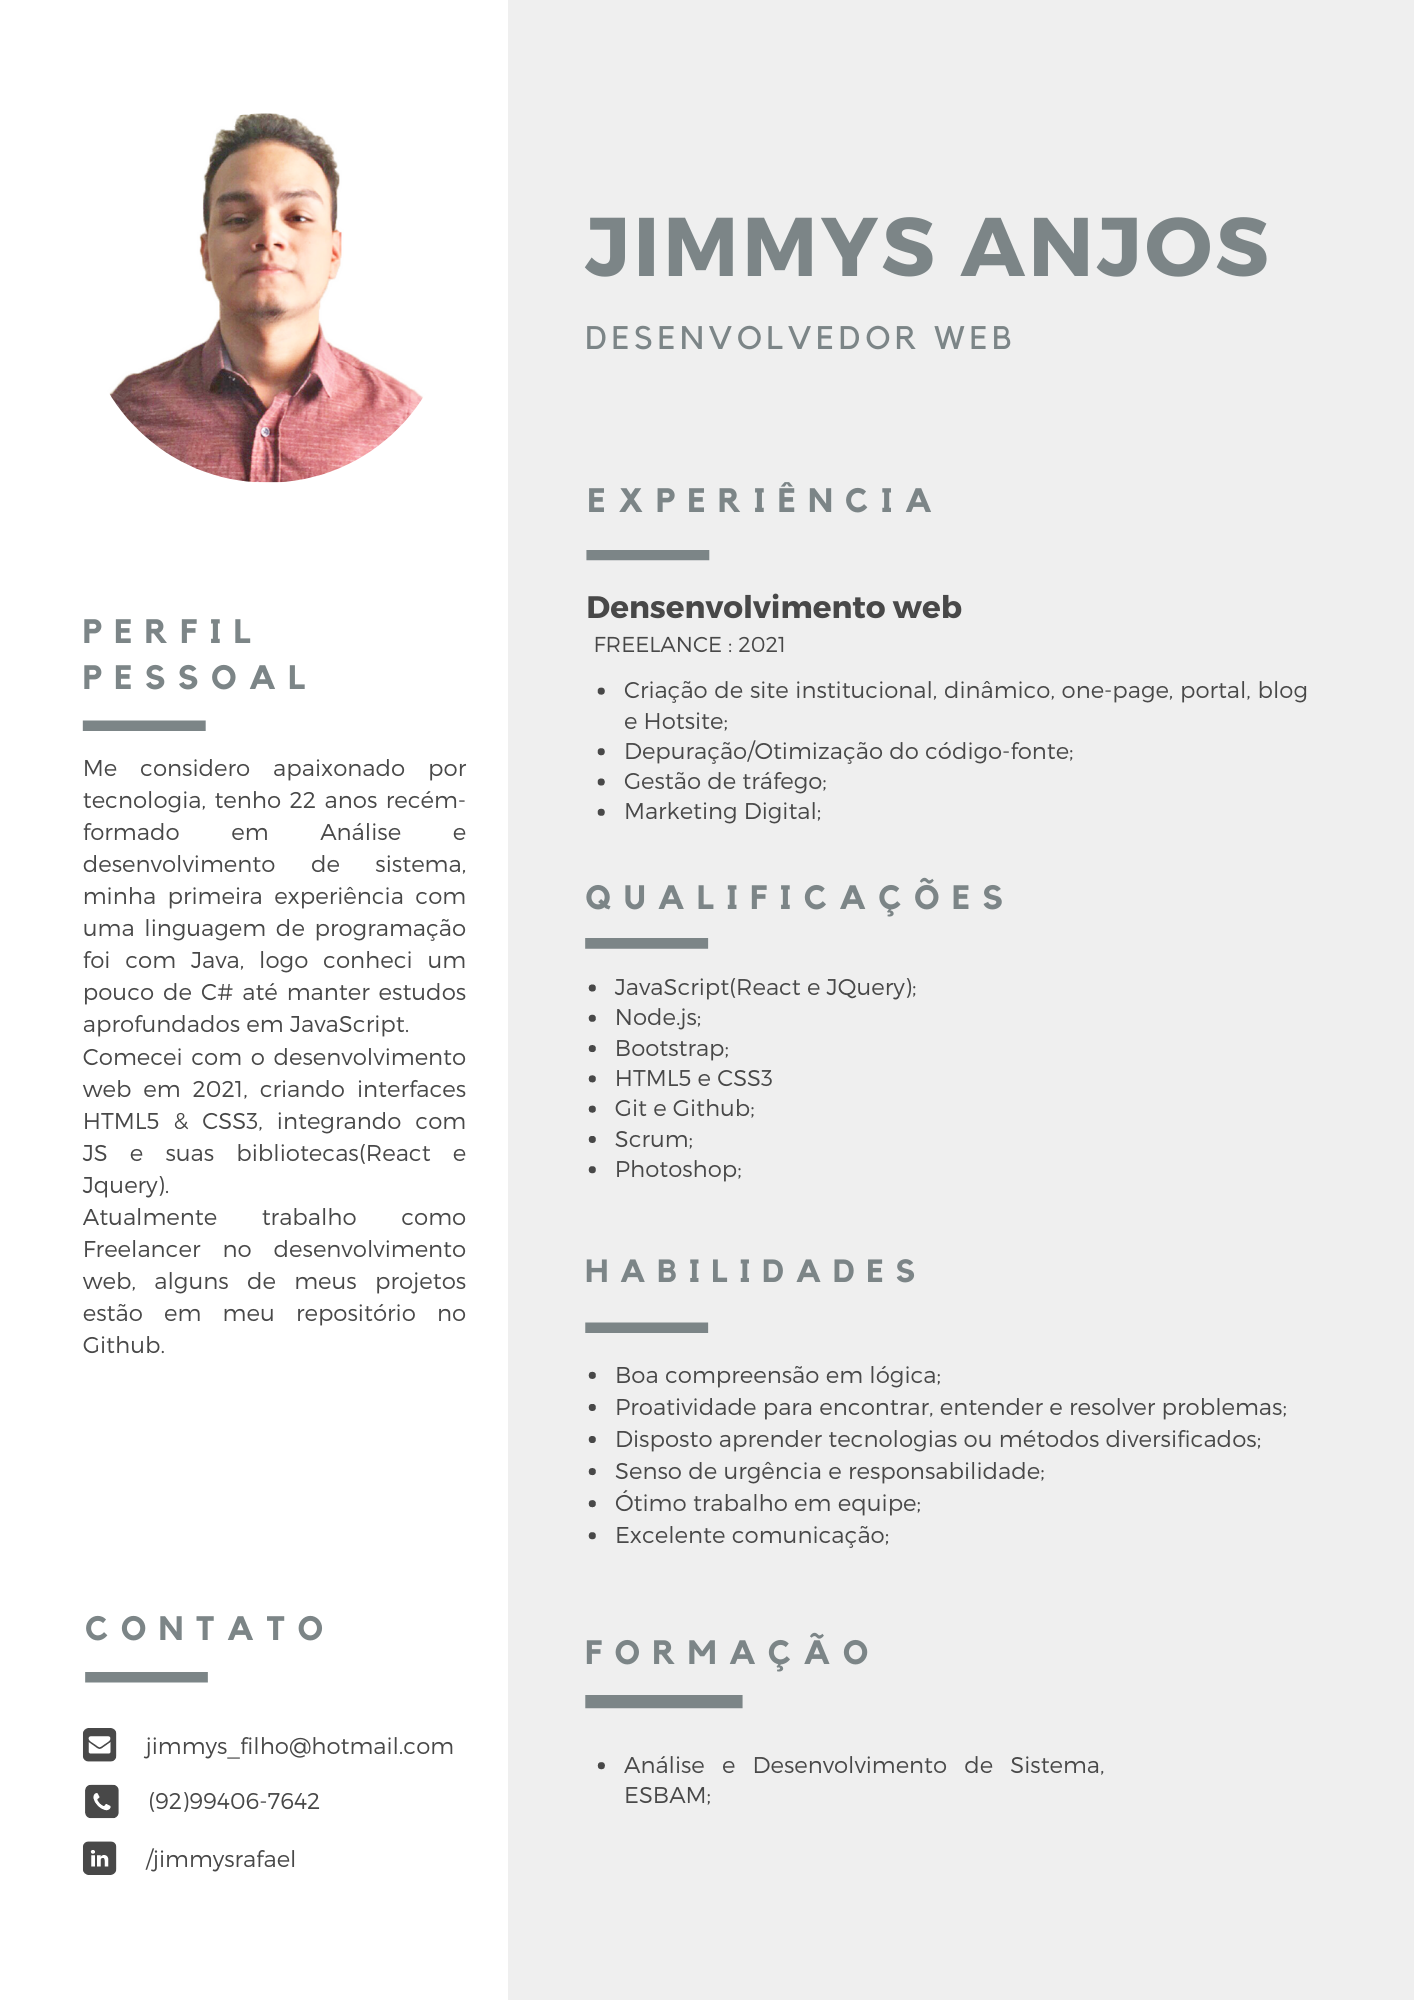 JIMMYS ANJOS
DESENVOLVEDOR WEB
PERFIL
PESSOAL
Me considero apaixonado por
tecnologia, tenho 22 anos recém-
formado em Análise e
desenvolvimento de sistema,
minha primeira experiência com
uma linguagem de programação
foi com Java, logo conheci um
pouco de C# até manter estudos
aprofundados em JavaScript.
Comecei com o desenvolvimento
web em 2021, criando interfaces
HTML5 & CSS3, integrando com
JS e suas bibliotecas(React e
Jquery).
Atualmente trabalho como
Freelancer no desenvolvimento
web, alguns de meus projetos
estão em meu repositório no
Github.
CONTATO
jimmys_filho@hotmail.com
(92)99406-7642
/jimmysrafael
EXPERIÊNCIA
Densenvolvimento web
FREELANCE : 2021
• Criação de site institucional, dinâmico, one-page, portal, blog
e Hotsite;
• Depuração/Otimização do código-fonte;
• Gestão de tráfego;
• Marketing Digital;
QUALIFICAÇÕES
• JavaScript(React e JQuery);
• Node.js;
• Bootstrap;
• HTML5 e CSS3
• Git e Github;
• Scrum;
• Photoshop;
HABILIDADES
• Boa compreensão em lógica;
• Proatividade para encontrar, entender e resolver problemas;
• Disposto aprender tecnologias ou métodos diversificados;
• Senso de urgência e responsabilidade;
• Ótimo trabalho em equipe;
• Excelente comunicação;
FORMAÇÃO
• Análise e Desenvolvimento de Sistema,
ESBAM;